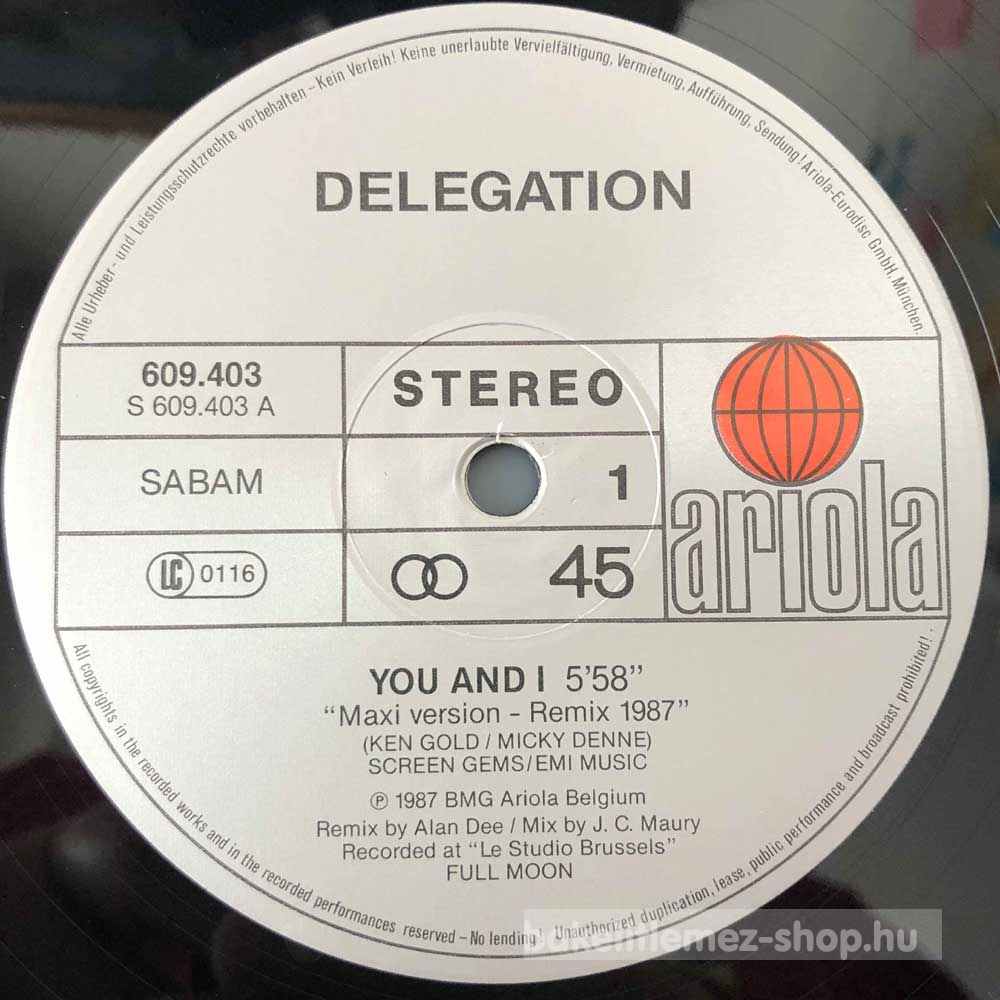 Alle Urheber- und Leistungsschutzrechte vorbehalten – Kein Verleih! Keine unerlaubte Vervielfältigung, Vermietung, Aufführung, Sendung! Ariola-Eurodisc GmbH, München.
DELEGATION
609.403
S 609.403 A
STEREO
SABAM
1
LC 0116
45
ariola
YOU AND I 5'58”
“Maxi version - Remix 1987”
(KEN GOLD / MICKY DENNE)
SCREEN GEMS/EMI MUSIC
℗ 1987 BMG Ariola Belgium
Remix by Alan Dee / Mix by J. C. Maury
Recorded at “Le Studio Brussels”
FULL MOON
All copyrights in the recorded works and in the recorded performances reserved – No lending! Unauthorized duplication, lease, public performance and broadcast prohibited!
bakelitlemez-shop.hu